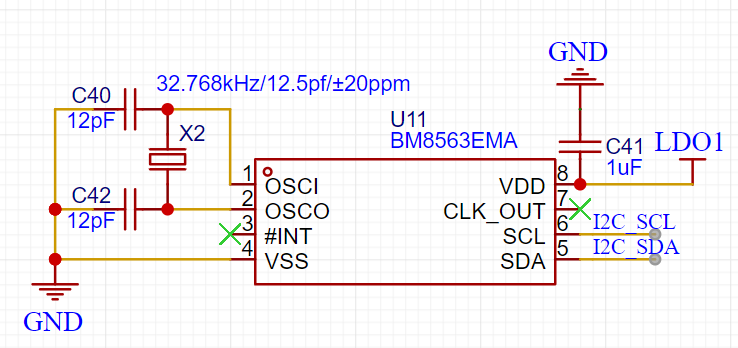 GND
32.768kHz/12.5pf/±20ppm
C40
12pF
X2
U11
BM8563EMA
C41
1uF
LDO1
1
OSCI
VDD
8
C42
12pF
2
OSCO
CLK_OUT
7
3
#INT
SCL
6
I2C_SCL
4
VSS
SDA
5
I2C_SDA
GND